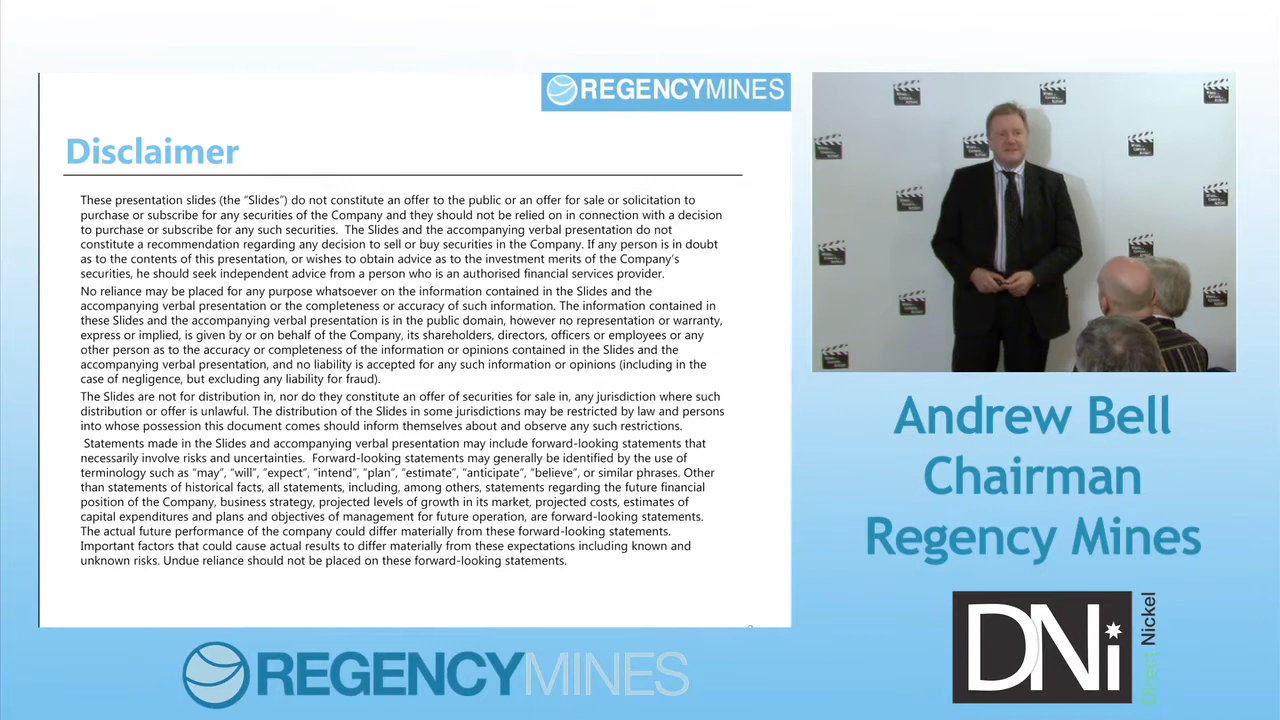 REGENCYMINES
Disclaimer
These presentation slides (the “Slides”) do not constitute an offer to the public or an offer for sale or solicitation to
purchase or subscribe for any securities of the Company and they should not be relied on in connection with a decision
to purchase or subscribe for any such securities.  The Slides and the accompanying verbal presentation do not
constitute a recommendation regarding any decision to sell or buy securities in the Company. If any person is in doubt
as to the contents of this presentation, or wishes to obtain advice as to the investment merits of the Company’s
securities, he should seek independent advice from a person who is an authorised financial services provider.
No reliance may be placed for any purpose whatsoever on the information contained in the Slides and the
accompanying verbal presentation or the completeness or accuracy of such information. The information contained in
these Slides and the accompanying verbal presentation is in the public domain, however no representation or warranty,
express or implied, is given by or on behalf of the Company, its shareholders, directors, officers or employees or any
other person as to the accuracy or completeness of the information or opinions contained in the Slides and the
accompanying verbal presentation, and no liability is accepted for any such information or opinions (including in the
case of negligence, but excluding any liability for fraud).
The Slides are not for distribution in, nor do they constitute an offer of securities for sale in, any jurisdiction where such
distribution or offer is unlawful. The distribution of the Slides in some jurisdictions may be restricted by law and persons
into whose possession this document comes should inform themselves about and observe any such restrictions.
Statements made in the Slides and accompanying verbal presentation may include forward-looking statements that
necessarily involve risks and uncertainties.  Forward-looking statements may generally be identified by the use of
terminology such as “may”, “will”, “expect”, “intend”, “plan”, “estimate”, “anticipate”, “believe”, or similar phrases. Other
than statements of historical facts, all statements, including, among others, statements regarding the future financial
position of the Company, business strategy, projected levels of growth in its market, projected costs, estimates of
capital expenditures and plans and objectives of management for future operation, are forward-looking statements.
The actual future performance of the company could differ materially from these forward-looking statements.
Important factors that could cause actual results to differ materially from these expectations including known and
unknown risks. Undue reliance should not be placed on these forward-looking statements.
Andrew Bell
Chairman
Regency Mines
REGENCYMINES
DNi
Direct Nickel